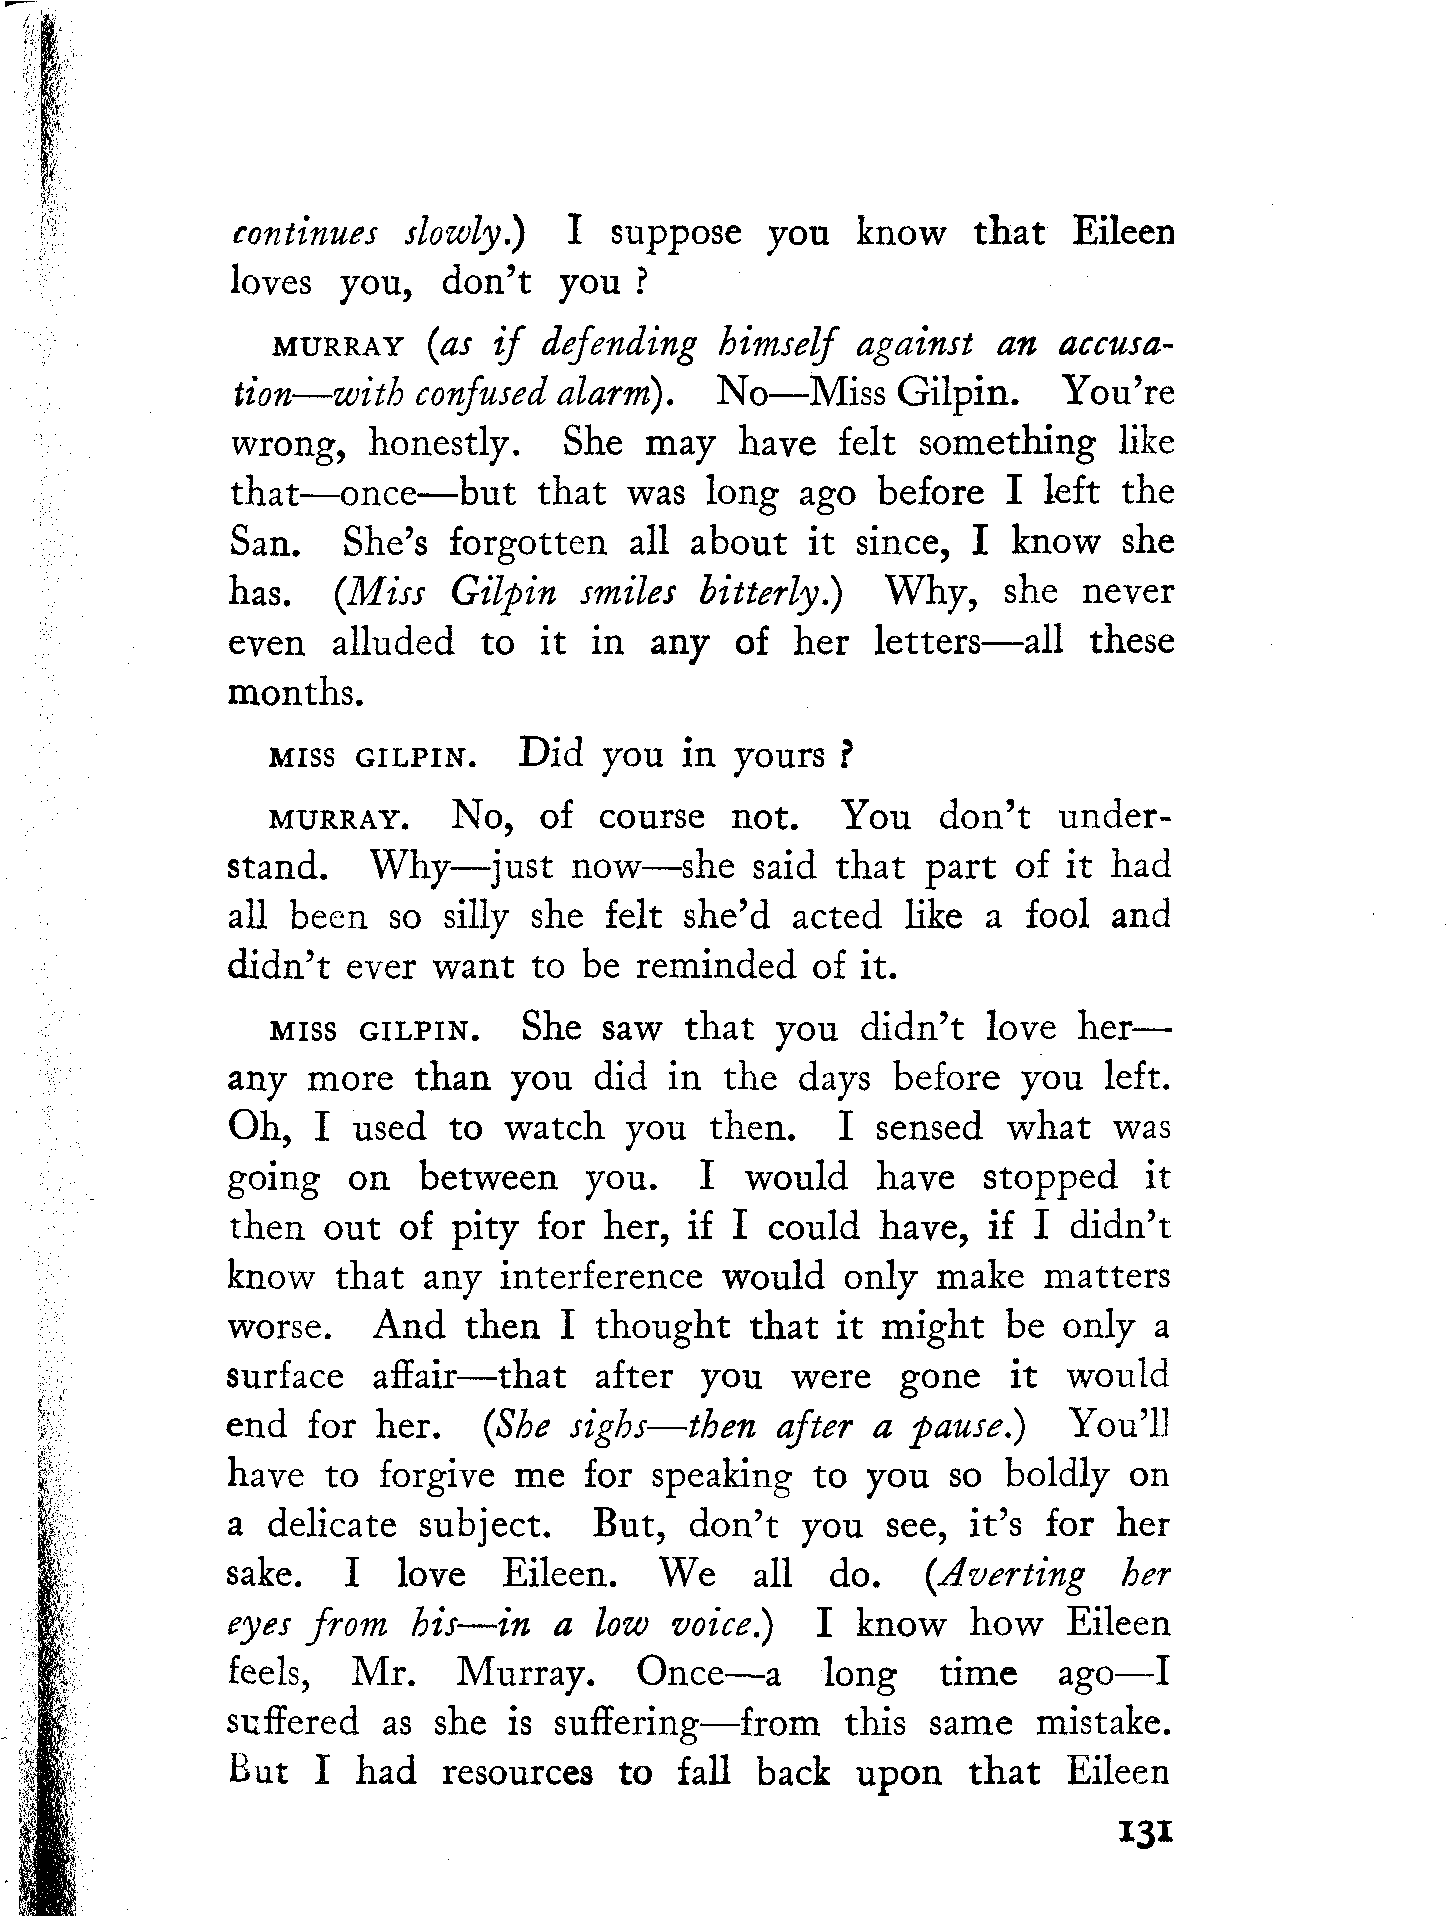 continues slowly.) I suppose you know that Eileen
loves you, don't you ?
MURRAY (as if defending himself against an accusa-
tion—with confused alarm). No—Miss Gilpin. You're
wrong, honestly. She may have felt something like
that—once—but that was long ago before I left the
San. She's forgotten all about it since, I know she
has. (Miss Gilpin smiles bitterly.) Why, she never
even alluded to it in any of her letters—all these
months.
MISS GILPIN. Did you in yours ?
MURRAY. No, of course not. You don't under-
stand. Why—just now—she said that part of it had
all been so silly she felt she'd acted like a fool and
didn't ever want to be reminded of it.
MISS GILPIN. She saw that you didn't love her—
any more than you did in the days before you left.
Oh, I used to watch you then. I sensed what was
going on between you. I would have stopped it
then out of pity for her, if I could have, if I didn't
know that any interference would only make matters
worse. And then I thought that it might be only a
surface affair—that after you were gone it would
end for her. (She sighs—then after a pause.) You'll
have to forgive me for speaking to you so boldly on
a delicate subject. But, don't you see, it's for her
sake. I love Eileen. We all do. (Averting her
eyes from his—in a low voice.) I know how Eileen
feels, Mr. Murray. Once—a long time ago—I
suffered as she is suffering—from this same mistake.
But I had resources to fall back upon that Eileen
131